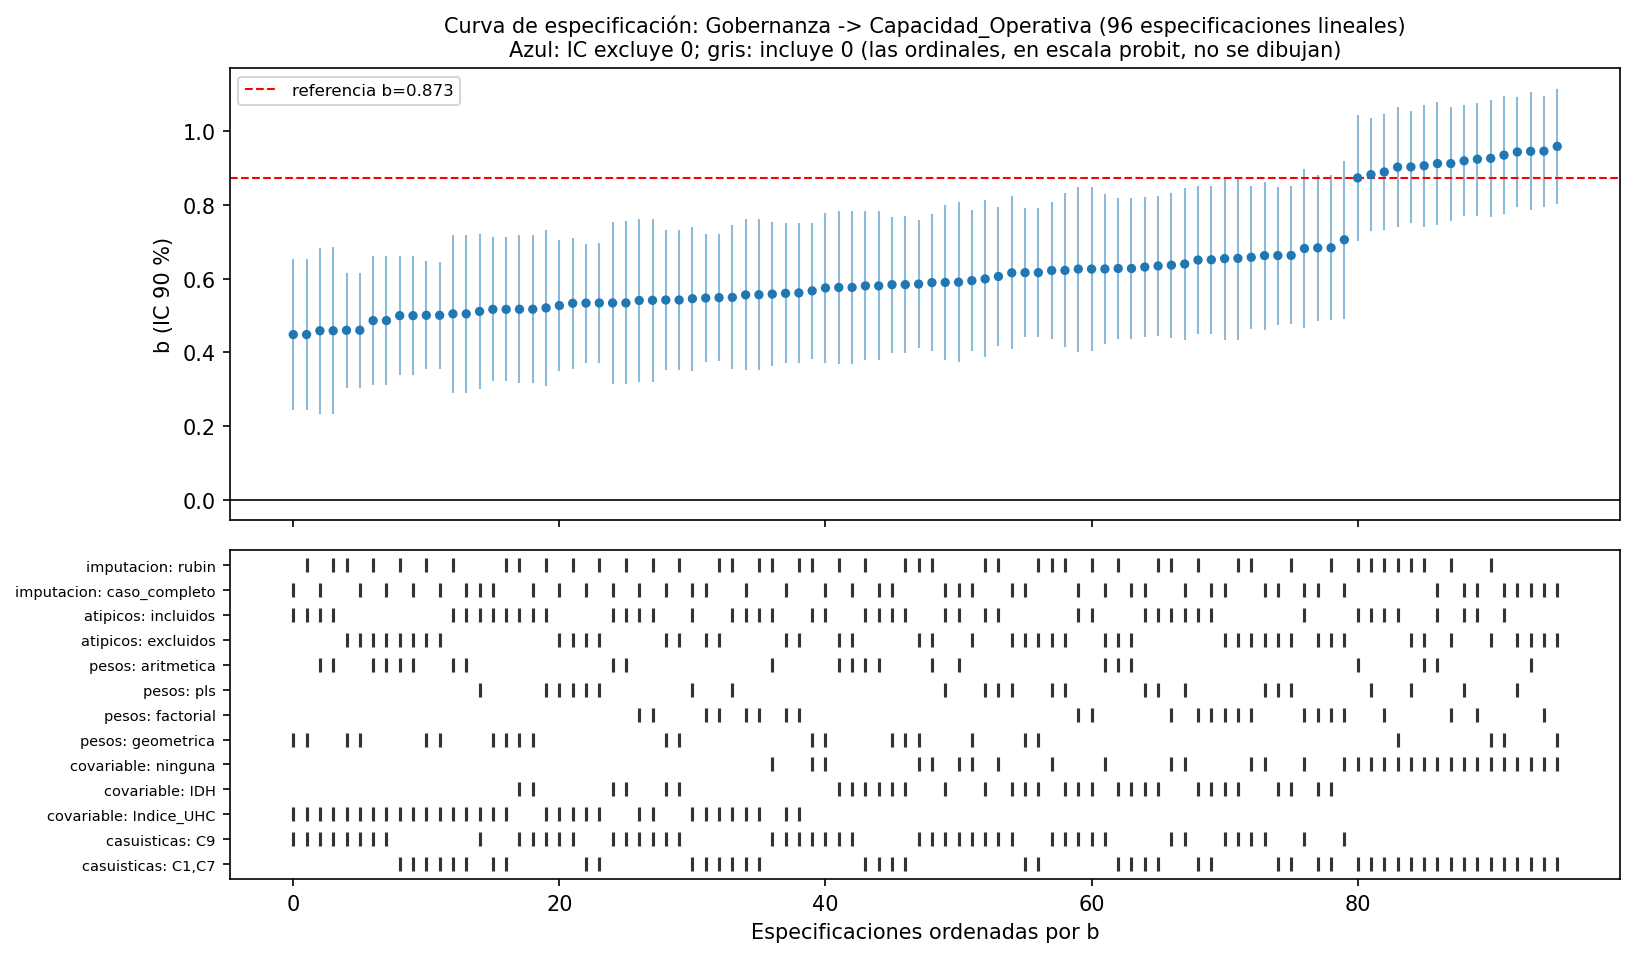 Curva de especificación: Gobernanza -> Capacidad_Operativa (96 especificaciones lineales)
Azul: IC excluye 0; gris: incluye 0 (las ordinales, en escala probit, no se dibujan)
referencia b=0.873
b (IC 90 %)
1.0
0.8
0.6
0.4
0.2
0.0
imputacion: rubin
imputacion: caso_completo
atipicos: incluidos
atipicos: excluidos
pesos: aritmetica
pesos: pls
pesos: factorial
pesos: geometrica
covariable: ninguna
covariable: IDH
covariable: Indice_UHC
casuisticas: C9
casuisticas: C1,C7
0 20 40 60 80
Especificaciones ordenadas por b